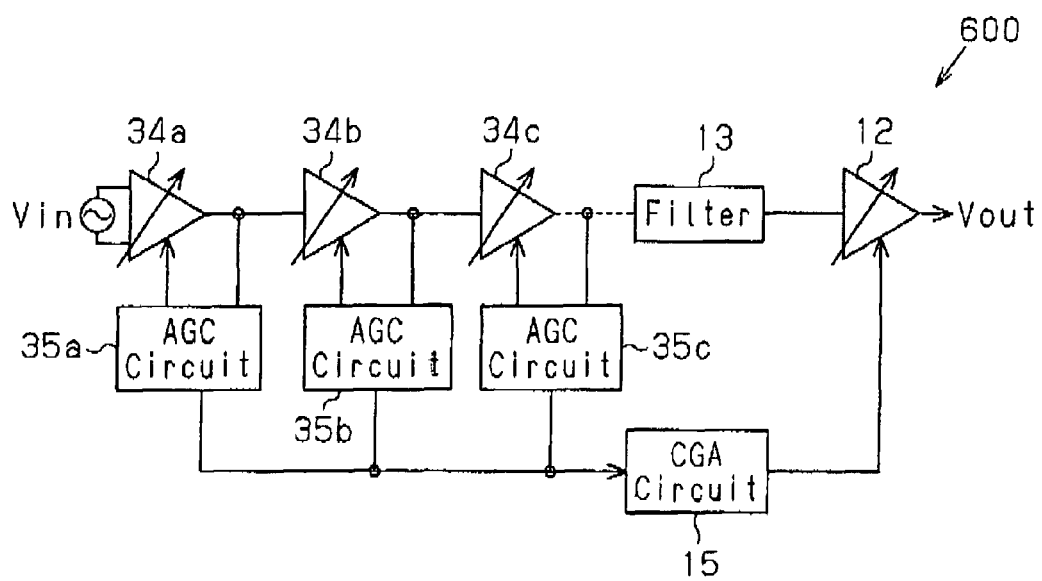 600
34a
34b
34c
13
12
Vin
Filter
Vout
35a
AGC
Circuit
AGC
Circuit
35b
AGC
Circuit
35c
CGA
Circuit
15